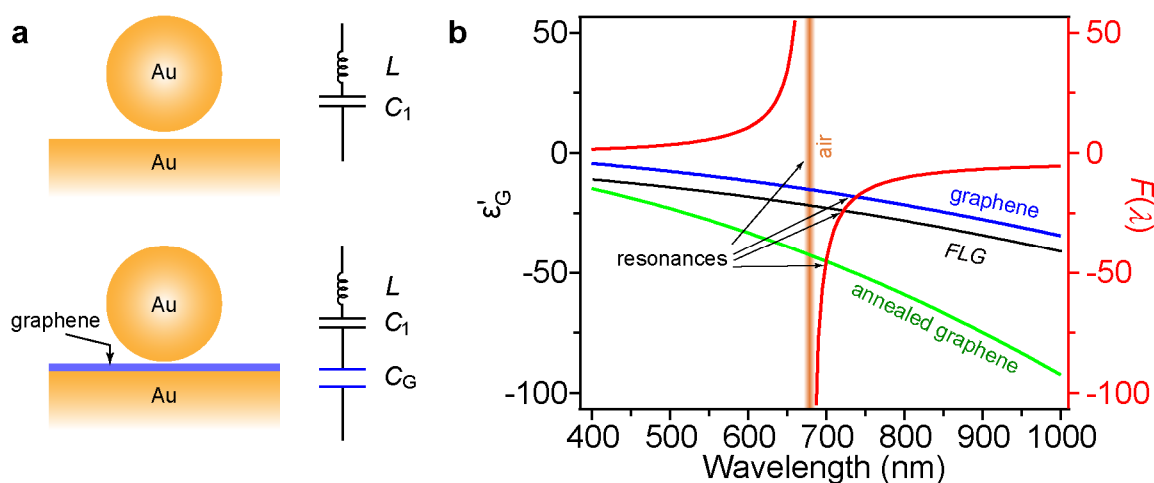 a
Au
Au
L
C1
graphene
Au
Au
L
C1
CG
b
50
0
-50
-100
ε'G
400
500
600
700
800
900
1000
Wavelength (nm)
50
0
-50
-100
F(λ)
air
graphene
FLG
annealed graphene
resonances